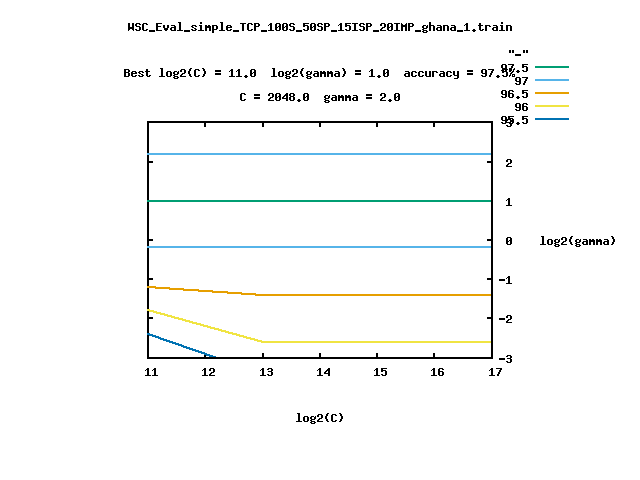 WSC_Eval_simple_TCP_100S_50SP_15ISP_20IMP_ghana_1.train
"-"
Best log2(C) = 11.0 log2(gamma) = 1.0 accuracy = 97.5%
97.5
97
C = 2048.0 gamma = 2.0
96.5
96
95.5
3
2
1
0
log2(gamma)
-1
-2
-3
11 12 13 14 15 16 17
log2(C)